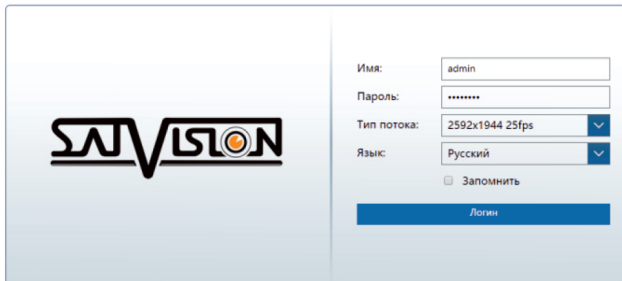 SATVISION
Имя: admin
Пароль: ••••••••
Тип потока: 2592x1944 25fps
Язык: Русский
Запомнить
Логин